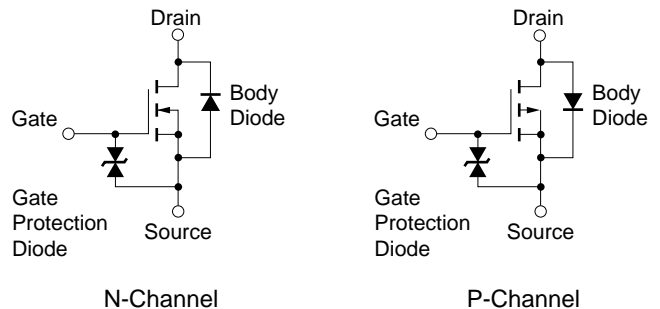 Drain
Body
Diode
Gate
Gate
Protection
Diode
Source
N-Channel
Drain
Body
Diode
Gate
Gate
Protection
Diode
Source
P-Channel